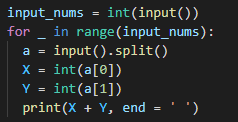 input_nums = int(input())
for _ in range(input_nums):
  a = input().split()
  X = int(a[0])
  Y = int(a[1])
  print(X + Y, end = ' ')